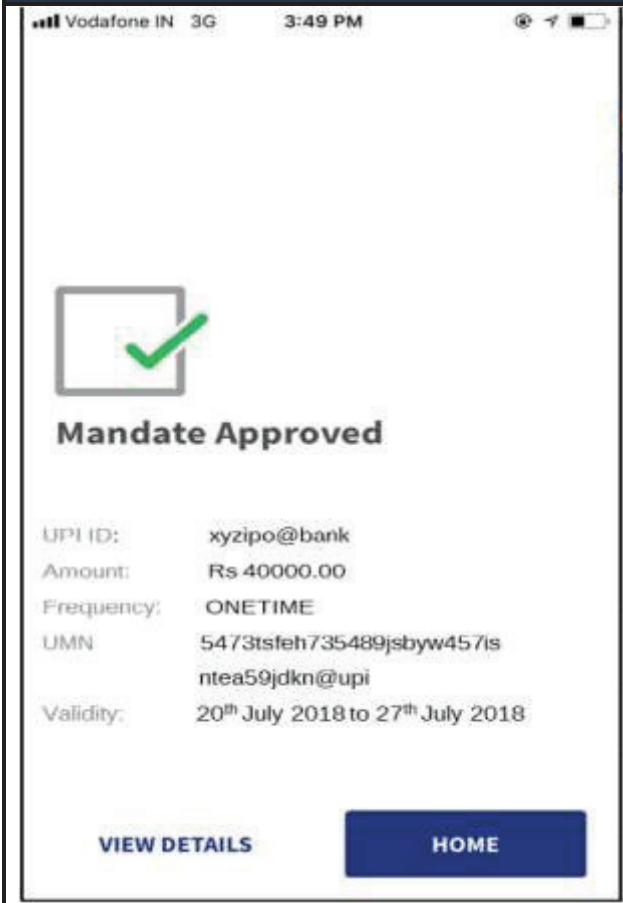 Vodafone IN 3G 3:49 PM
Mandate Approved
UPI ID: xyzipo@bank
Amount: Rs 40000.00
Frequency: ONETIME
UMN 5473tsfeh735489jsbyw457is
ntea59jdkn@upi
Validity: 20th July 2018 to 27th July 2018
VIEW DETAILS HOME